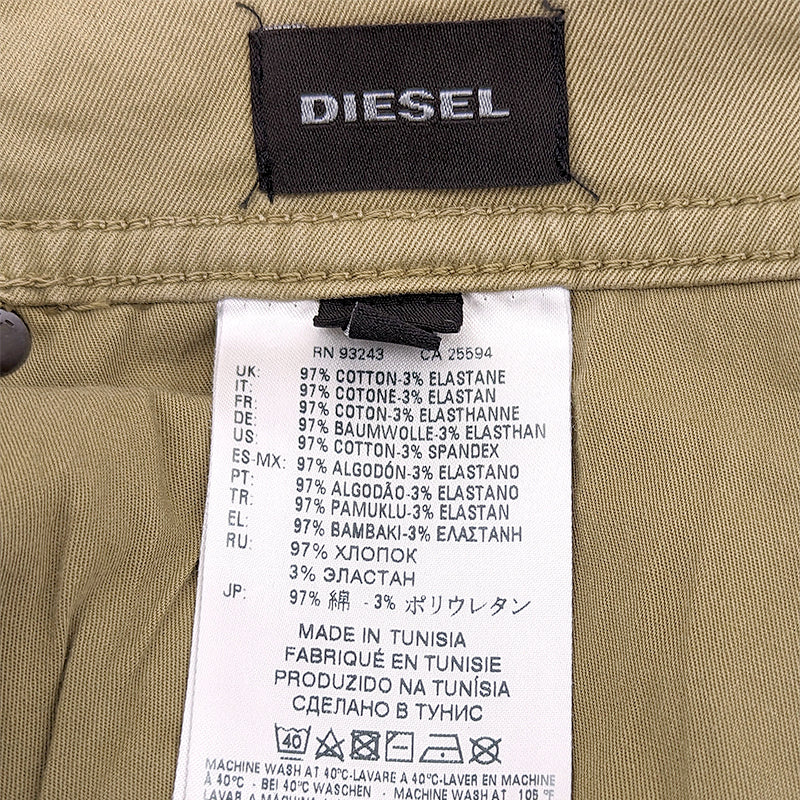 DIESEL
RN 93243 CA 25594
UK: 97% COTTON-3% ELASTANE
IT: 97% COTONE-3% ELASTAN
FR: 97% COTON-3% ELASTHANNE
DE: 97% BAUMWOLLE-3% ELASTHAN
US: 97% COTTON-3% SPANDEX
ES-MX: 97% ALGODÓN-3% ELASTANO
PT: 97% ALGODÃO-3% ELASTANO
TR: 97% PAMUKLU-3% ELASTAN
EL: 97% ΒΑΜΒΑΚΙ-3% ΕΛΑΣΤΑΝΗ
RU: 97% ХЛОПОК
3% ЭЛАСТАН
JP: 97% 綿 - 3% ポリウレタン
MADE IN TUNISIA
FABRIQUÉ EN TUNISIE
PRODUZIDO NA TUNÍSIA
СДЕЛАНО В ТУНИС
40
MACHINE WASH AT 40°C-LAVARE A 40°C-LAVER EN MACHINE
À 40°C - BEI 40°C WASCHEN - MACHINE WASH AT 105 °F
LAVAR A MÁQUINA